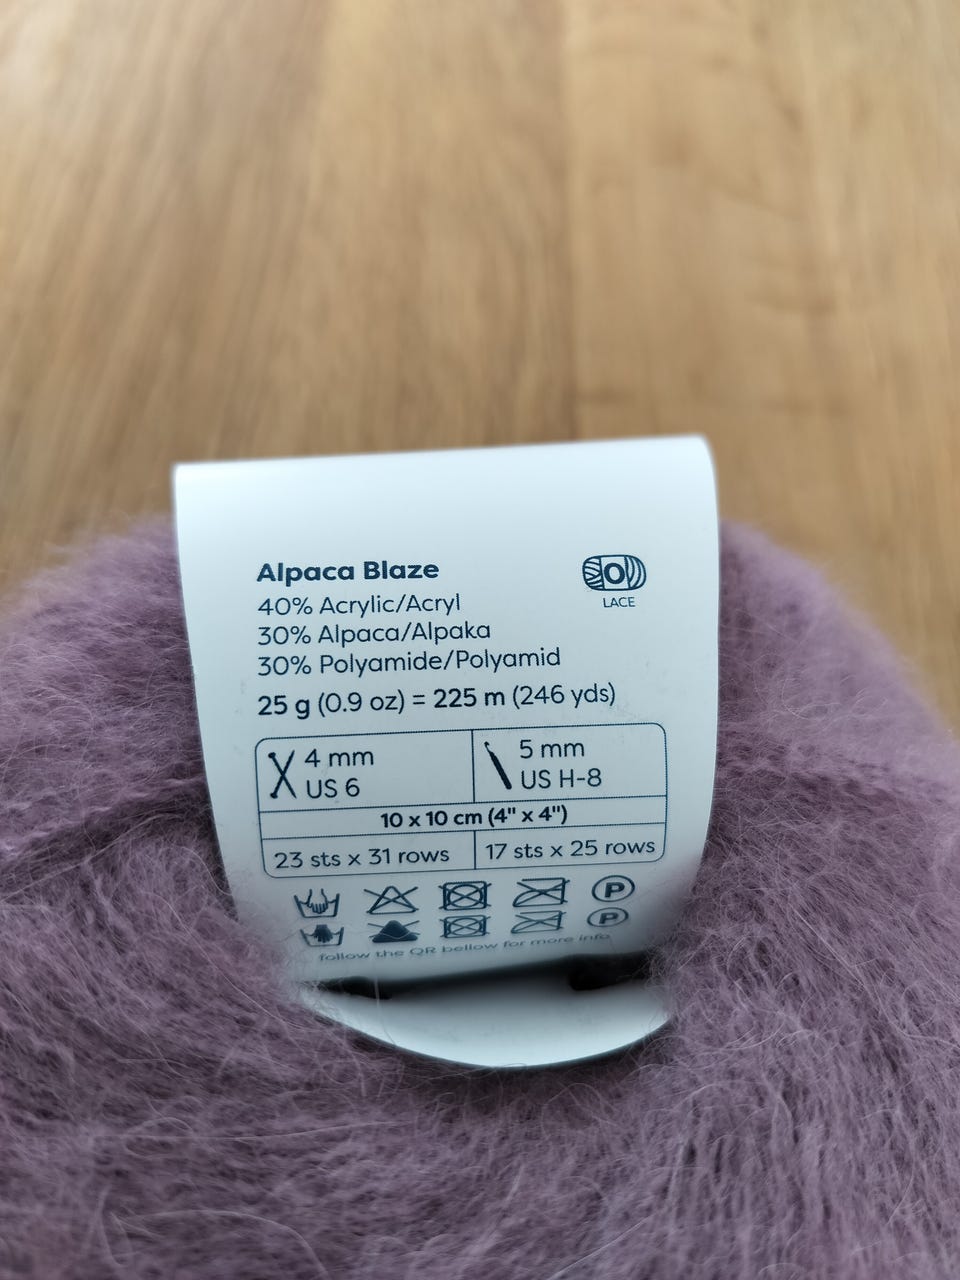 Alpaca Blaze
0
LACE
40% Acrylic/Acryl
30% Alpaca/Alpaka
30% Polyamide/Polyamid
25 g (0.9 oz) = 225 m (246 yds)
4 mm
US 6
5 mm
US H-8
10 x 10 cm (4" x 4")
23 sts x 31 rows
17 sts x 25 rows
P
P
follow the QR bellow for more info